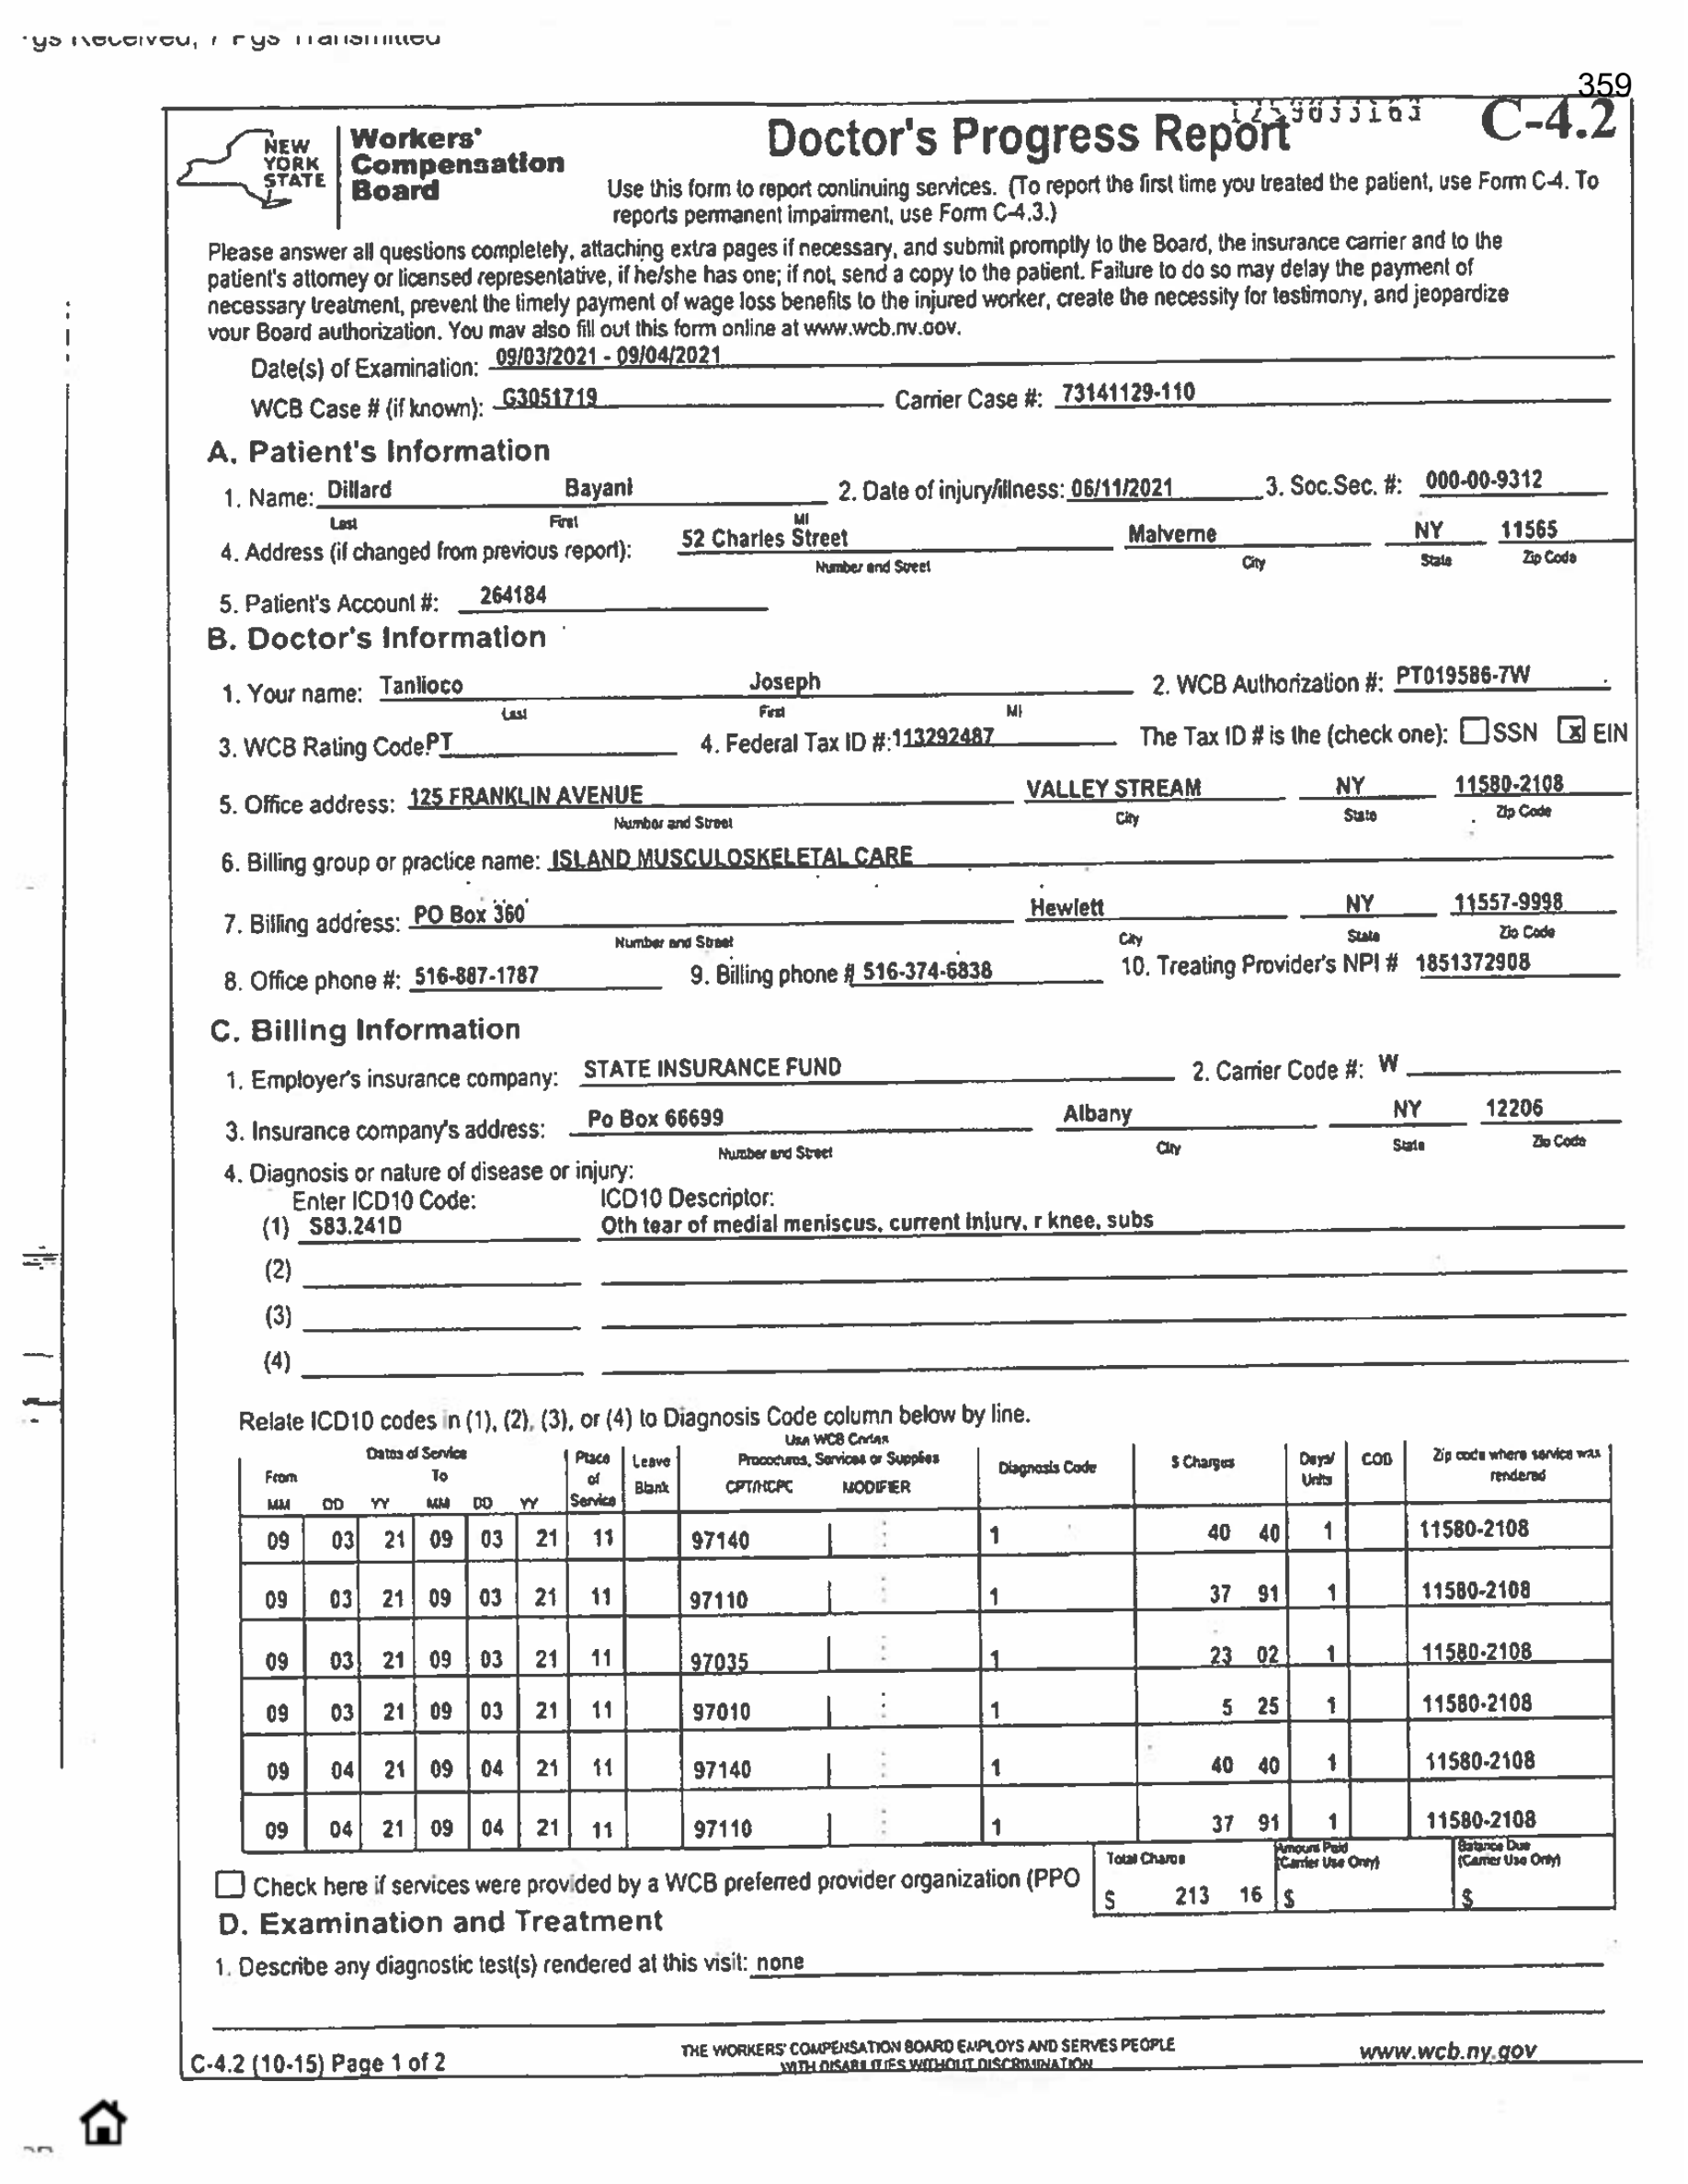 359
C-4.2
NEW YORK STATE
Workers' Compensation Board
Doctor's Progress Report
Use this form to report continuing services. (To report the first time you treated the patient, use Form C-4. To
reports permanent impairment, use Form C-4.3.)
Please answer all questions completely, attaching extra pages if necessary, and submit promptly to the Board, the insurance carrier and to the
patient's attorney or licensed representative, if he/she has one; if not, send a copy to the patient. Failure to do so may delay the payment of
necessary treatment, prevent the timely payment of wage loss benefits to the injured worker, create the necessity for testimony, and jeopardize
your Board authorization. You may also fill out this form online at www.wcb.ny.gov.
Date(s) of Examination: 09/03/2021 - 09/04/2021
WCB Case # (if known): G3051719 Carrier Case #: 73141129-110
A. Patient's Information
1. Name: Dillard Bayani 2. Date of injury/illness: 06/11/2021 3. Soc.Sec. #: 000-00-9312
Last First MI
4. Address (if changed from previous report): 52 Charles Street Malverne NY 11565
Number and Street City State Zip Code
5. Patient's Account #: 264184
B. Doctor's Information
1. Your name: Tanlioco Joseph 2. WCB Authorization #: PT019586-7W
Last First MI
3. WCB Rating Code: PT 4. Federal Tax ID #: 113292487 The Tax ID # is the (check one): SSN x EIN
5. Office address: 125 FRANKLIN AVENUE VALLEY STREAM NY 11580-2108
Number and Street City State Zip Code
6. Billing group or practice name: ISLAND MUSCULOSKELETAL CARE
7. Billing address: PO Box 360 Hewlett NY 11557-9998
Number and Street City State Zip Code
8. Office phone #: 516-887-1787 9. Billing phone # 516-374-6838 10. Treating Provider's NPI # 1851372908
C. Billing Information
1. Employer's insurance company: STATE INSURANCE FUND 2. Carrier Code #: W
3. Insurance company's address: Po Box 66699 Albany NY 12206
Number and Street City State Zip Code
4. Diagnosis or nature of disease or injury:
Enter ICD10 Code: ICD10 Descriptor:
(1) S83.241D Oth tear of medial meniscus, current injury, r knee, subs
(2)
(3)
(4)
Relate ICD10 codes in (1), (2), (3), or (4) to Diagnosis Code column below by line.
Dates of Service Place of Service Leave Blank Use WCB Codes Procedures, Services or Supplies Diagnosis Code $ Charges Days/ Units COB Zip code where service was rendered
From To CPT/HCPC MODIFIER
MM DD YY MM DD YY
09 03 21 09 03 21 11 97140 1 40 40 1 11580-2108
09 03 21 09 03 21 11 97110 1 37 91 1 11580-2108
09 03 21 09 03 21 11 97035 1 23 02 1 11580-2108
09 03 21 09 03 21 11 97010 1 5 25 1 11580-2108
09 04 21 09 04 21 11 97140 1 40 40 1 11580-2108
09 04 21 09 04 21 11 97110 1 37 91 1 11580-2108
Total Charge Amount Paid (Carrier Use Only) Balance Due (Carrier Use Only)
Check here if services were provided by a WCB preferred provider organization (PPO $ 213 16 $ $
D. Examination and Treatment
1. Describe any diagnostic test(s) rendered at this visit: none
THE WORKERS' COMPENSATION BOARD EMPLOYS AND SERVES PEOPLE
WITH DISABILITIES WITHOUT DISCRIMINATION
C-4.2 (10-15) Page 1 of 2 www.wcb.ny.gov